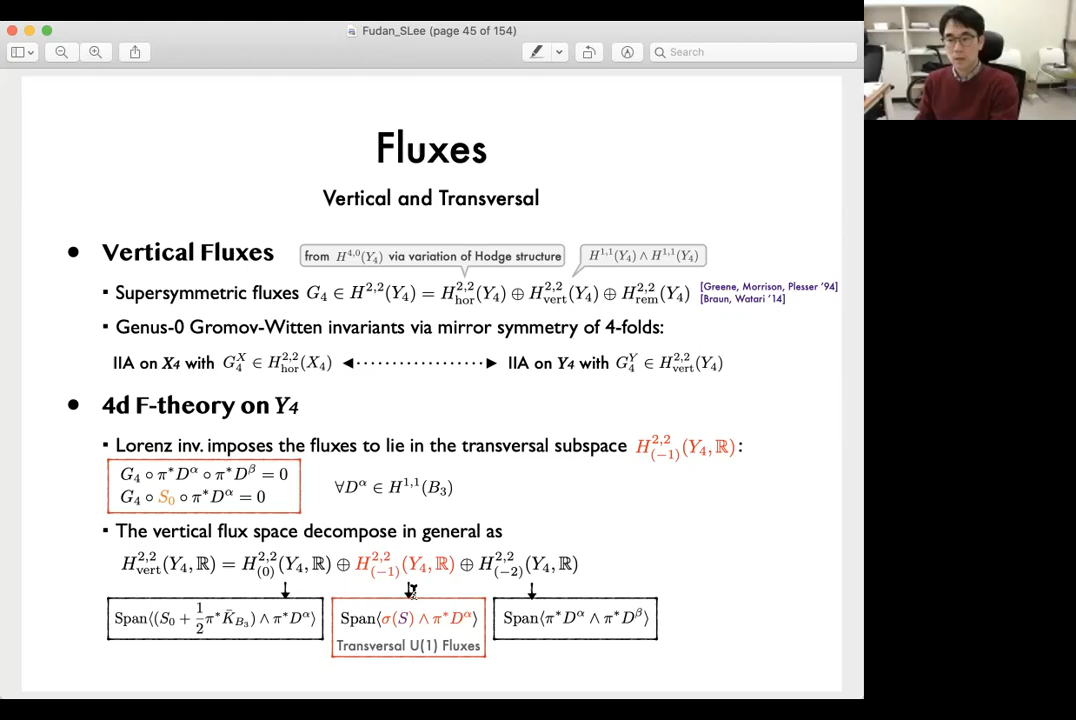 Fudan_SLee (page 45 of 154)
Search
Fluxes
Vertical and Transversal
• Vertical Fluxes
from H^{4,0}(Y_4) via variation of Hodge structure
H^{1,1}(Y_4) ∧ H^{1,1}(Y_4)
▪ Supersymmetric fluxes G_4 ∈ H^{2,2}(Y_4) = H^{2,2}_{hor}(Y_4) ⊕ H^{2,2}_{vert}(Y_4) ⊕ H^{2,2}_{rem}(Y_4)
[Greene, Morrison, Plesser '94]
[Braun, Watari '14]
▪ Genus-0 Gromov-Witten invariants via mirror symmetry of 4-folds:
IIA on X4 with G_4^X ∈ H^{2,2}_{hor}(X_4) IIA on Y4 with G_4^Y ∈ H^{2,2}_{vert}(Y_4)
• 4d F-theory on Y4
▪ Lorenz inv. imposes the fluxes to lie in the transversal subspace H^{2,2}_{(-1)}(Y_4, ℝ):
G_4 ∘ π*D^α ∘ π*D^β = 0
G_4 ∘ S_0 ∘ π*D^α = 0
∀D^α ∈ H^{1,1}(B_3)
▪ The vertical flux space decompose in general as
H^{2,2}_{vert}(Y_4, ℝ) = H^{2,2}_{(0)}(Y_4, ℝ) ⊕ H^{2,2}_{(-1)}(Y_4, ℝ) ⊕ H^{2,2}_{(-2)}(Y_4, ℝ)
Span⟨(S_0 + 1/2 π*K̄_{B_3}) ∧ π*D^α⟩
Span⟨σ(S) ∧ π*D^α⟩
Transversal U(1) Fluxes
Span⟨π*D^α ∧ π*D^β⟩